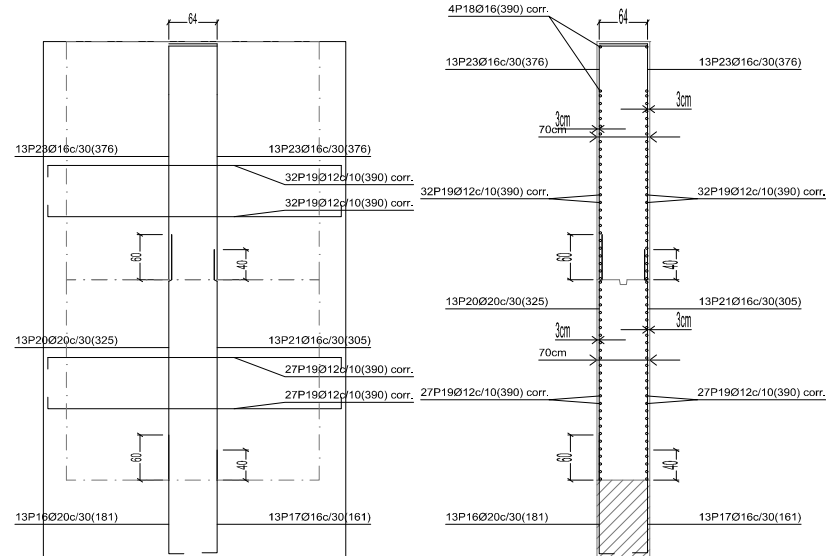 64
13P23Ø16c/30(376)
13P23Ø16c/30(376)
32P19Ø12c/10(390) corr.
32P19Ø12c/10(390) corr.
60
40
13P20Ø20c/30(325)
13P21Ø16c/30(305)
27P19Ø12c/10(390) corr.
27P19Ø12c/10(390) corr.
60
40
13P16Ø20c/30(181)
13P17Ø16c/30(161)
4P18Ø16(390) corr.
64
13P23Ø16c/30(376)
13P23Ø16c/30(376)
3cm
3cm
70cm
32P19Ø12c/10(390) corr.
32P19Ø12c/10(390) corr.
60
40
13P20Ø20c/30(325)
13P21Ø16c/30(305)
3cm
3cm
70cm
27P19Ø12c/10(390) corr.
27P19Ø12c/10(390) corr.
60
40
13P16Ø20c/30(181)
13P17Ø16c/30(161)